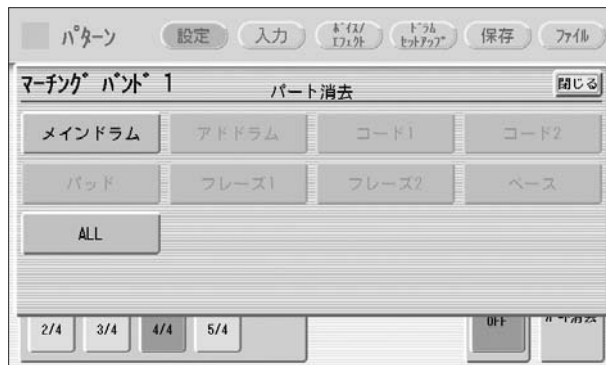 パターン 設定 入力 ボイス/エフェクト ドラムセットアップ 保存 ファイル
マーチング バンド 1 パート消去 閉じる
メインドラム アドドラム コード1 コード2
パッド フレーズ1 フレーズ2 ベース
ALL
2/4 3/4 4/4 5/4 OFF パート消去